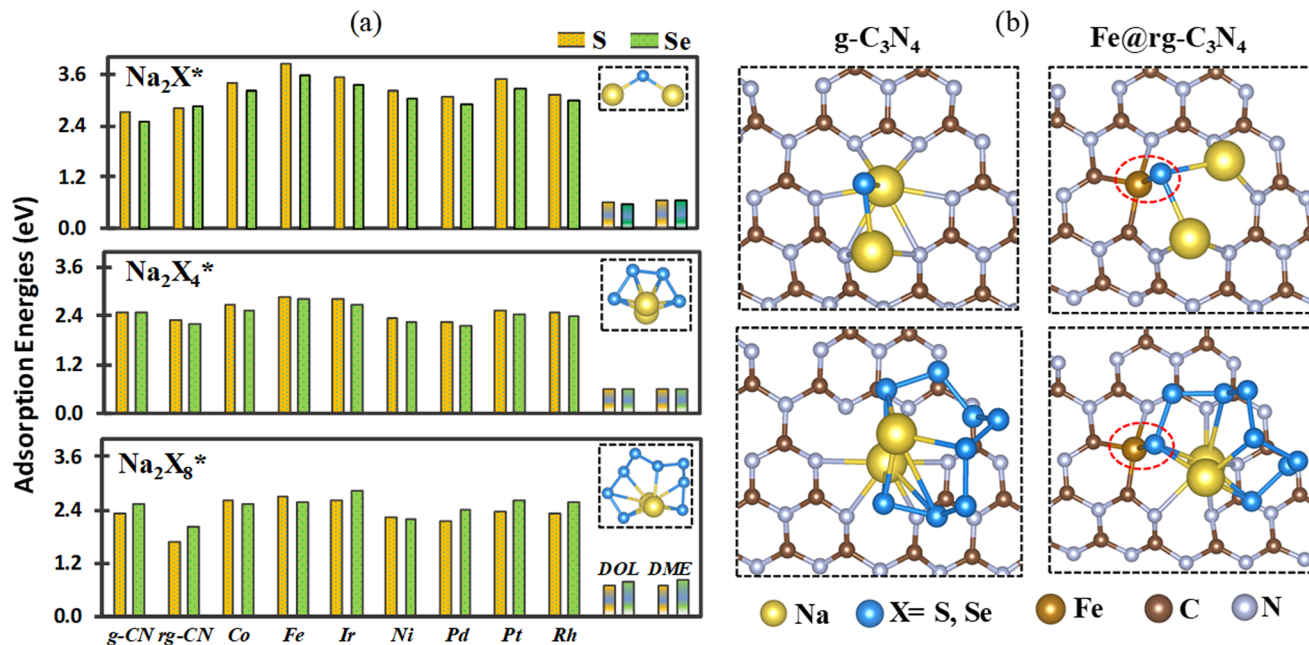 (a)
(b)
S
Se
Adsorption Energies (eV)
Na₂X*
3.6
2.4
1.2
0.0
Na₂X₄*
3.6
2.4
1.2
0.0
Na₂X₈*
3.6
2.4
1.2
0.0
DOL DME
g-CN rg-CN Co Fe Ir Ni Pd Pt Rh
g-C₃N₄
Fe@rg-C₃N₄
Na X= S, Se Fe C N